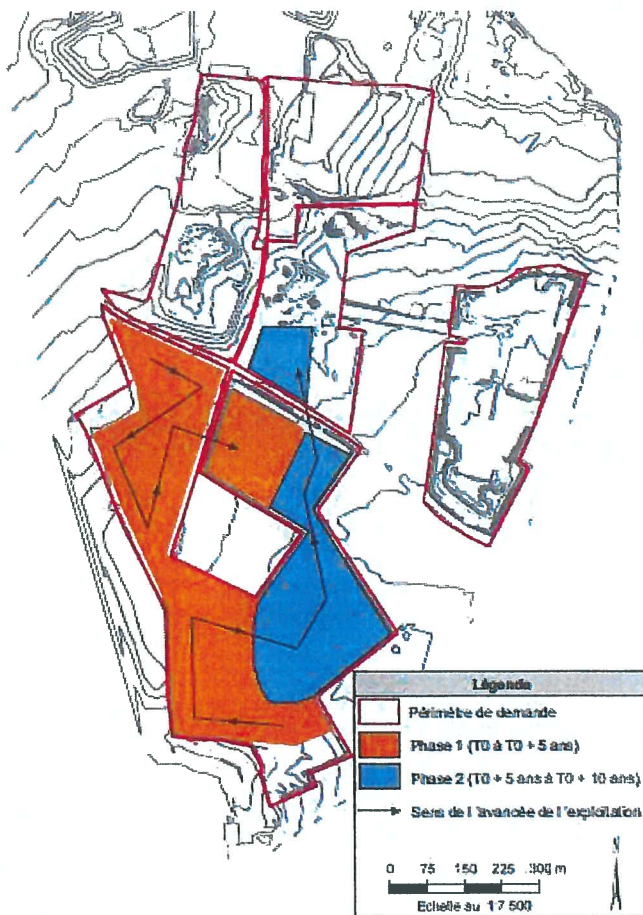 Légende
Périmètre de demande
Phase 1 (T0 à T0 + 5 ans)
Phase 2 (T0 + 5 ans à T0 + 10 ans)
Sens de l'avancée de l'exploitation
N
0 75 150 225 300 m
Echelle au 1/7 500